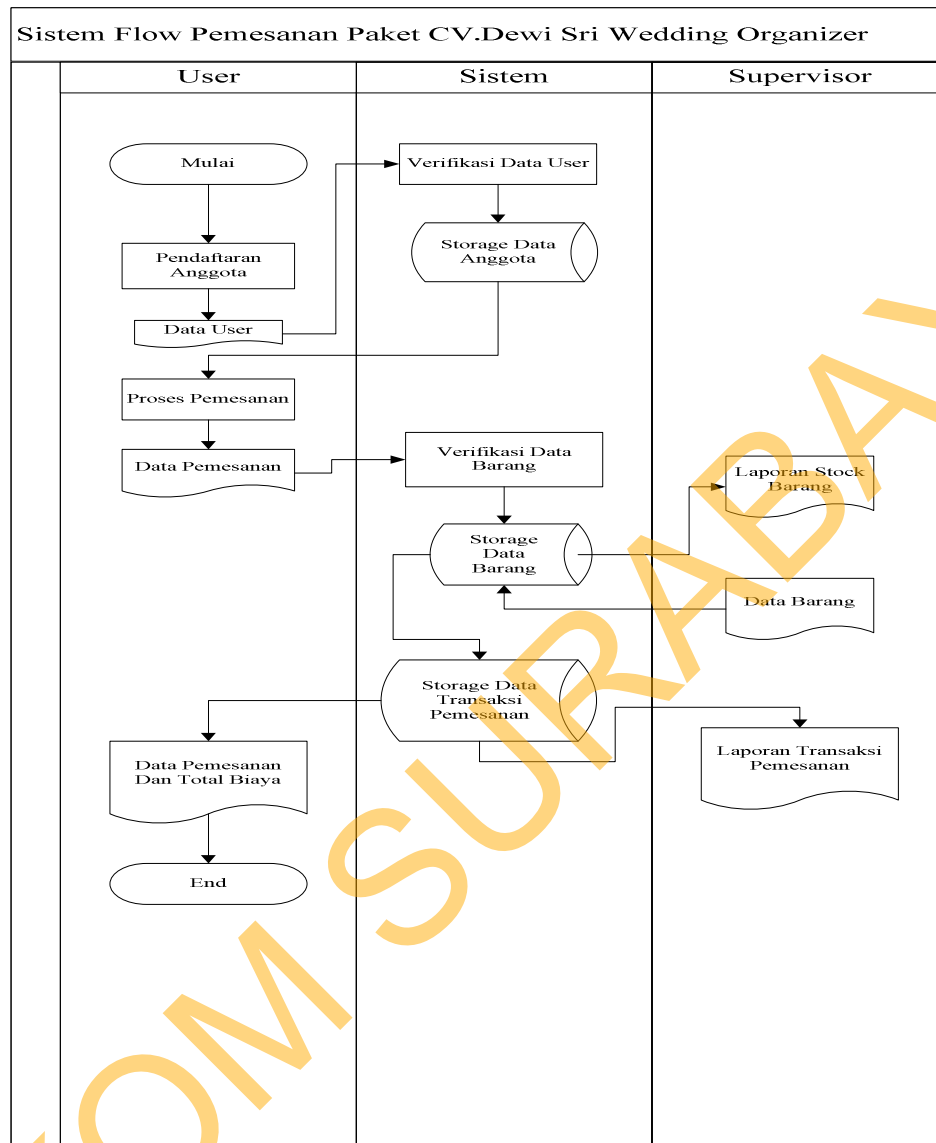 Sistem Flow Pemesanan Paket CV.Dewi Sri Wedding Organizer
User
Sistem
Supervisor
Mulai
Verifikasi Data User
Pendaftaran
Anggota
Storage Data
Anggota
Data User
Proses Pemesanan
Data Pemesanan
Verifikasi Data
Barang
Laporan Stock
Barang
Storage
Data
Barang
Data Barang
Storage Data
Transaksi
Pemesanan
Data Pemesanan
Dan Total Biaya
Laporan Transaksi
Pemesanan
End
OM SURABAY